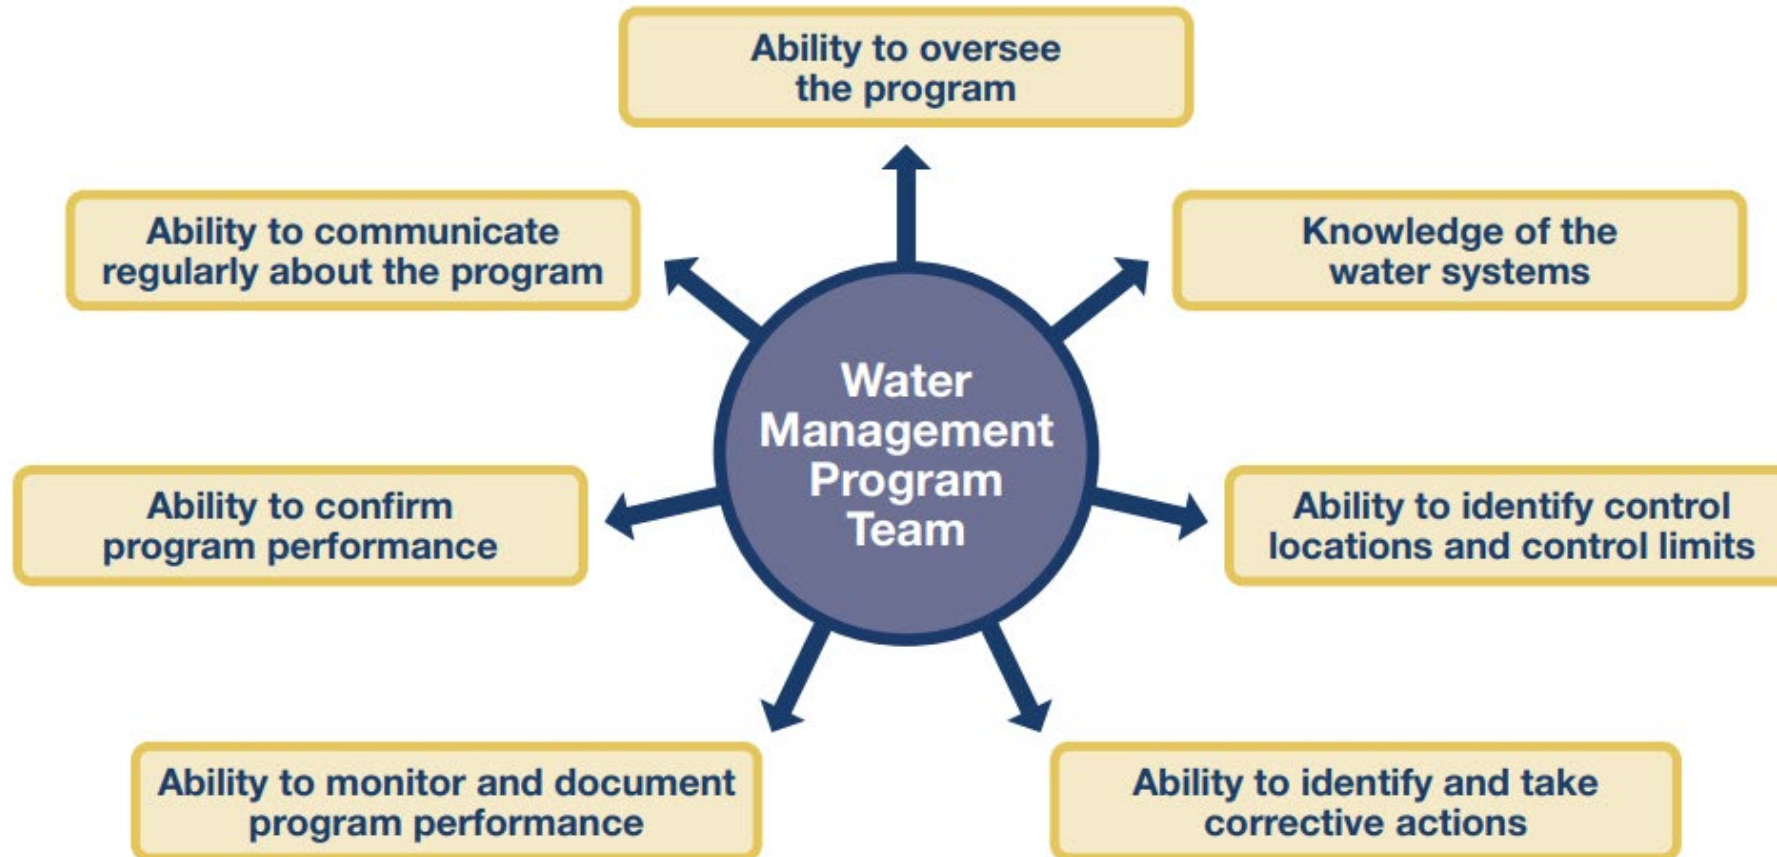 Ability to oversee
the program
Ability to communicate
regularly about the program
Knowledge of the
water systems
Water
Management
Program
Team
Ability to confirm
program performance
Ability to identify control
locations and control limits
Ability to monitor and document
program performance
Ability to identify and take
corrective actions